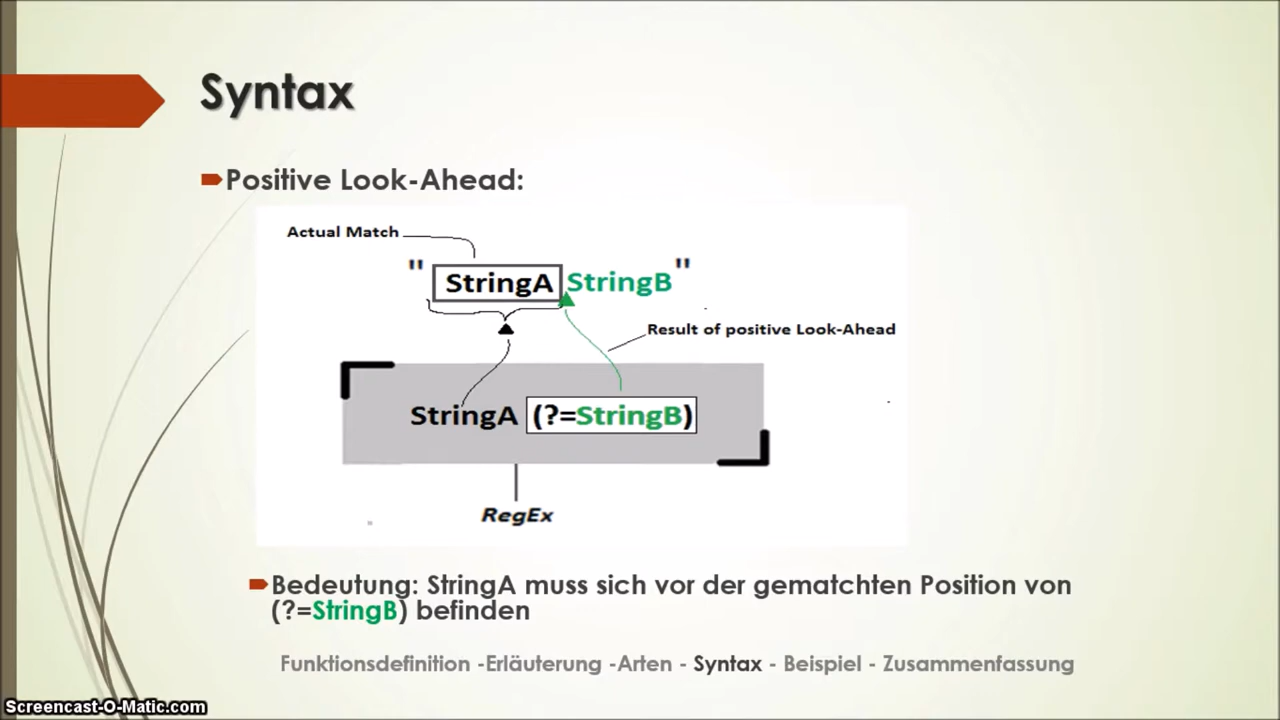 Syntax
Positive Look-Ahead:
Actual Match
" StringA StringB "
Result of positive Look-Ahead
StringA (?=StringB)
RegEx
Bedeutung: StringA muss sich vor der gematchten Position von
(?=StringB) befinden
Funktionsdefinition -Erläuterung -Arten - Syntax - Beispiel - Zusammenfassung
Screencast-O-Matic.com